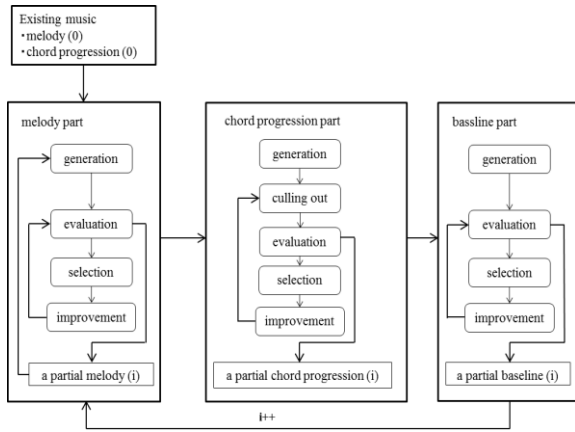 Existing music
・melody (0)
・chord progression (0)
melody part
generation
evaluation
selection
improvement
a partial melody (i)
chord progression part
generation
culling out
evaluation
selection
improvement
a partial chord progression (i)
bassline part
generation
evaluation
selection
improvement
a partial baseline (i)
i++